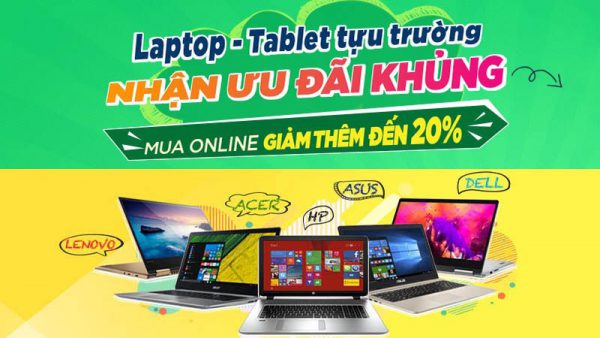 Laptop - Tablet tựu trường
NHẬN ƯU ĐÃI KHỦNG
MUA ONLINE GIẢM THÊM ĐẾN 20%
LENOVO
ACER
HP
ASUS
DELL